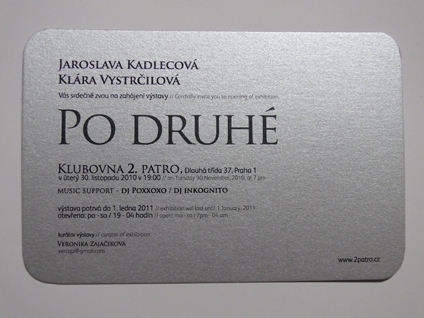 Jaroslava Kadlecová
Klára Vystrčilová
Vás srdečně zvou na zahájení výstavy // Cordially invite you to opening of exhibition
Po druhé
Klubovna 2. patro, Dlouhá třída 37, Praha 1
v úterý 30. listopadu 2010 v 19:00 // on Tuesday 30 November, 2010, at 7 pm
music support - dj Poxxoxo / dj inkognito
výstava potrvá do 1. ledna 2011 // exhibition will last until 1 January, 2011
otevřeno: po - so / 19 - 04 hodin // open: mo - sa / 7pm - 04 am
kurátor výstavy // curator of exhibition
Veronika Zajačiková
www.2patro.cz